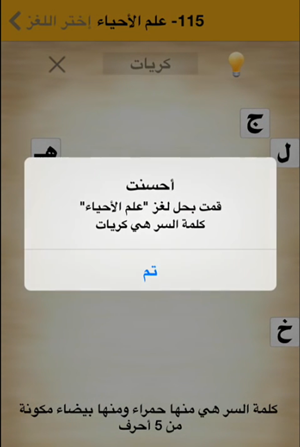 115- علم الأحياء إختر اللغز
كريات
ج
ل
هـ
أحسنت
قمت بحل لغز "علم الأحياء"
كلمة السر هي كريات
تم
خ
كلمة السر هي منها حمراء ومنها بيضاء مكونة
من 5 أحرف